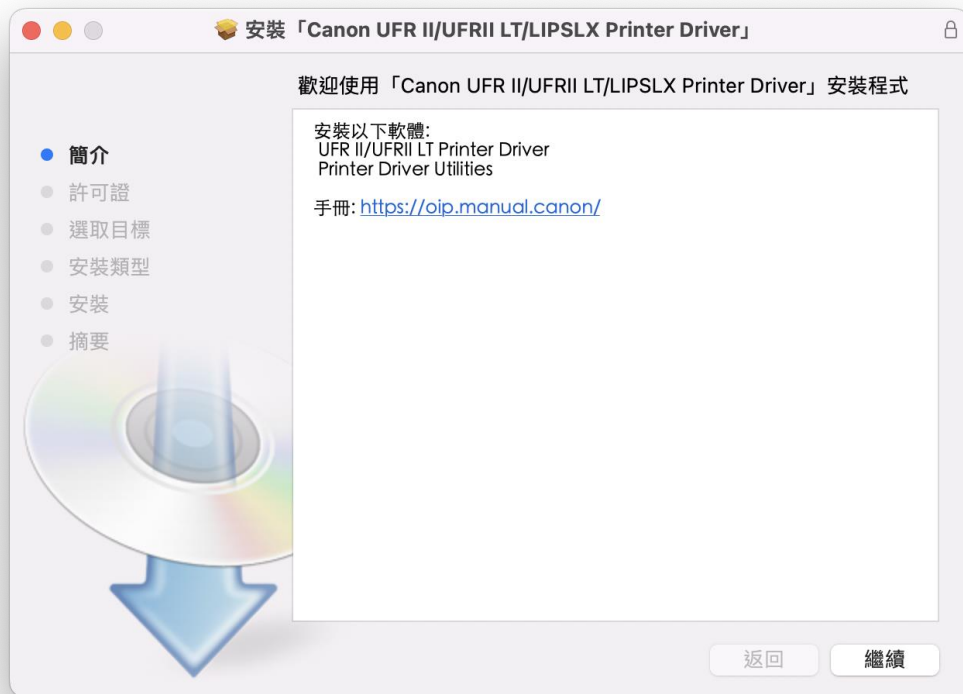 安裝「Canon UFR II/UFRII LT/LIPSLX Printer Driver」
歡迎使用「Canon UFR II/UFRII LT/LIPSLX Printer Driver」安裝程式
簡介
許可證
選取目標
安裝類型
安裝
摘要
安裝以下軟體:
UFR II/UFRII LT Printer Driver
Printer Driver Utilities
手冊: https://oip.manual.canon/
返回
繼續